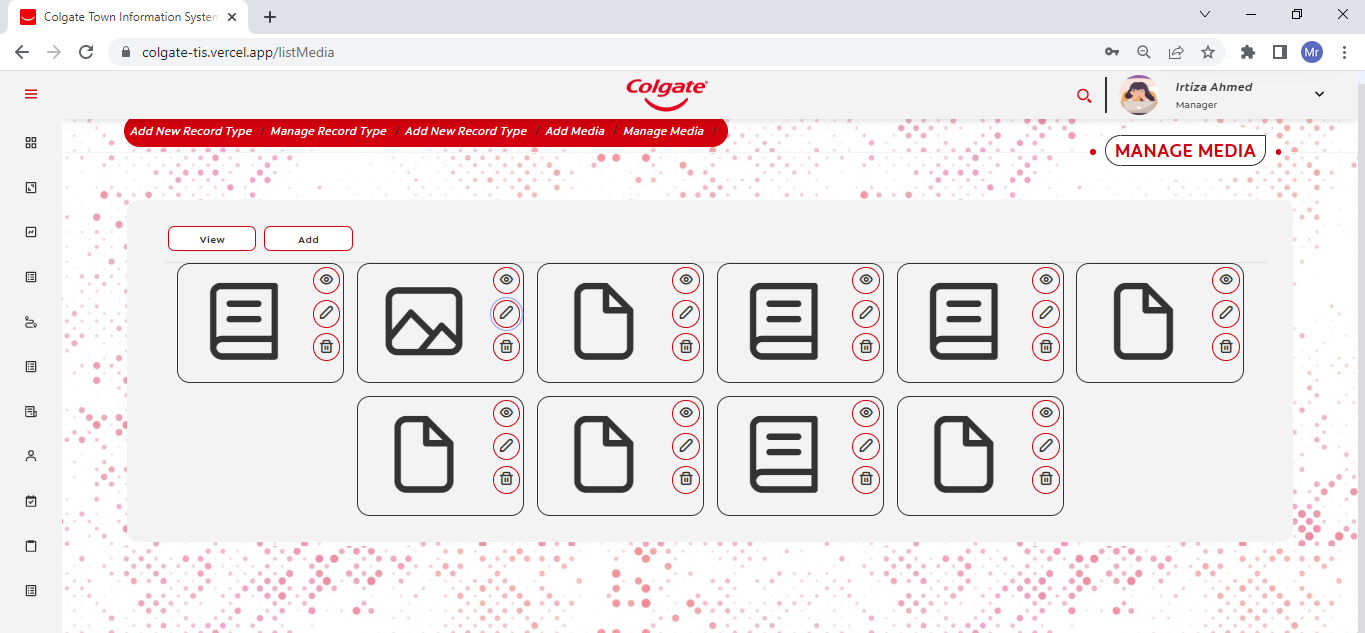 Colgate Town Information System
colgate-tis.vercel.app/listMedia
Mr
Colgate
Irtiza Ahmed
Manager
Add New Record Type / Manage Record Type / Add New Record Type / Add Media / Manage Media /
MANAGE MEDIA
View
Add